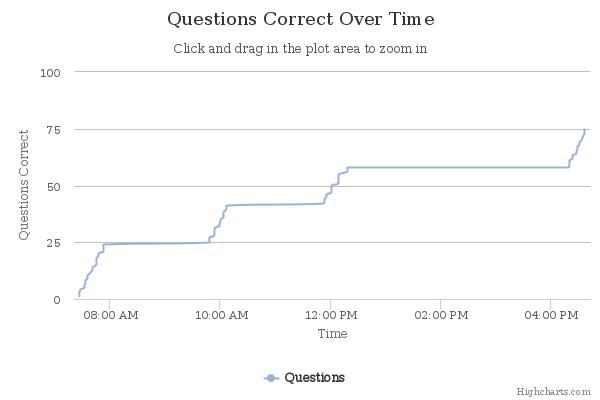 Questions Correct Over Time
Click and drag in the plot area to zoom in
Questions Correct
100
75
50
25
0
08:00 AM 10:00 AM 12:00 PM 02:00 PM 04:00 PM
Time
Questions
Highcharts.com